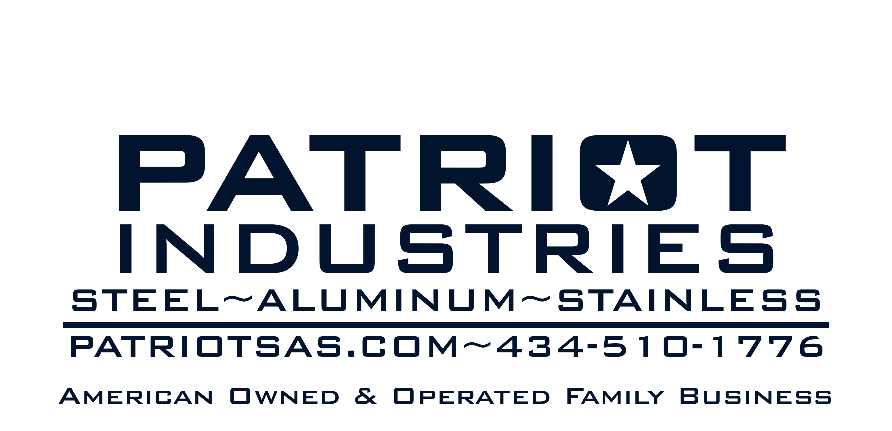 PATRIOT
INDUSTRIES
STEEL~ALUMINUM~STAINLESS
PATRIOTSAS.COM~434-510-1776
AMERICAN OWNED & OPERATED FAMILY BUSINESS